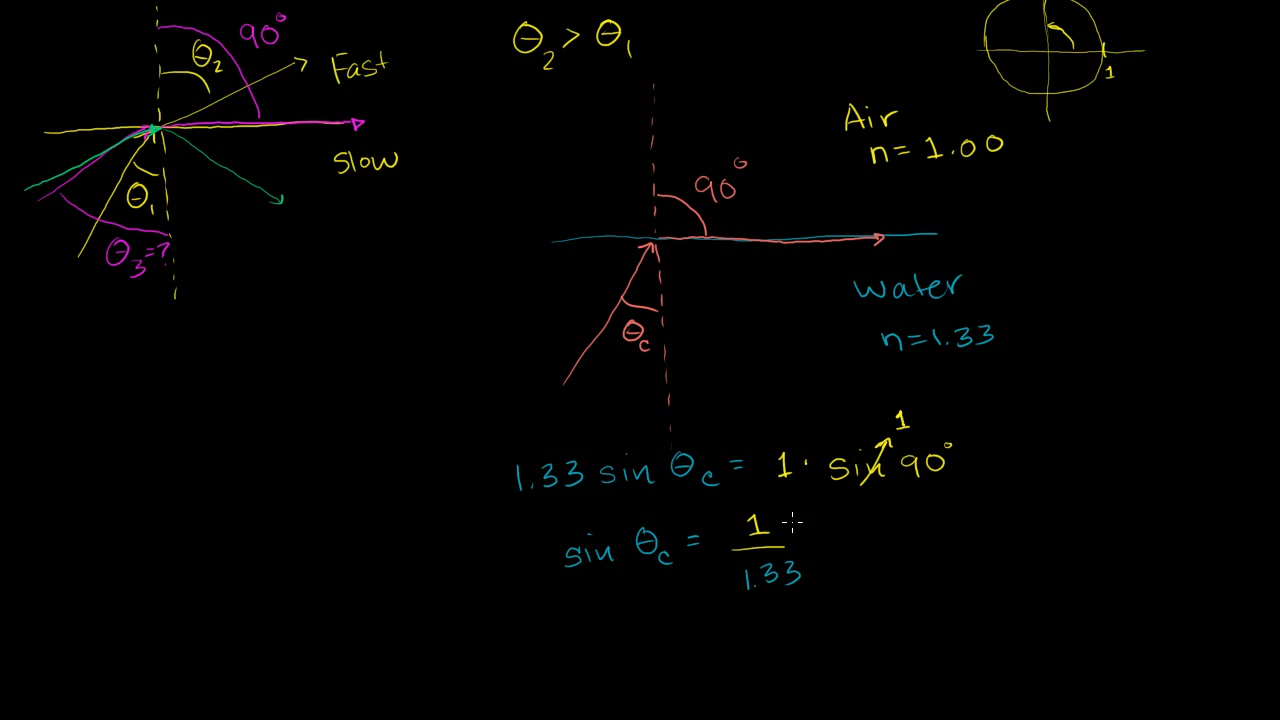 90°
θ₂
Fast
Slow
θ₁
θ₃=?
θ₂ > θ₁
1
Air
n=1.00
90°
Water
n=1.33
θc
1
1.33 sin θc = 1 · sin 90°
sin θc = 1/1.33